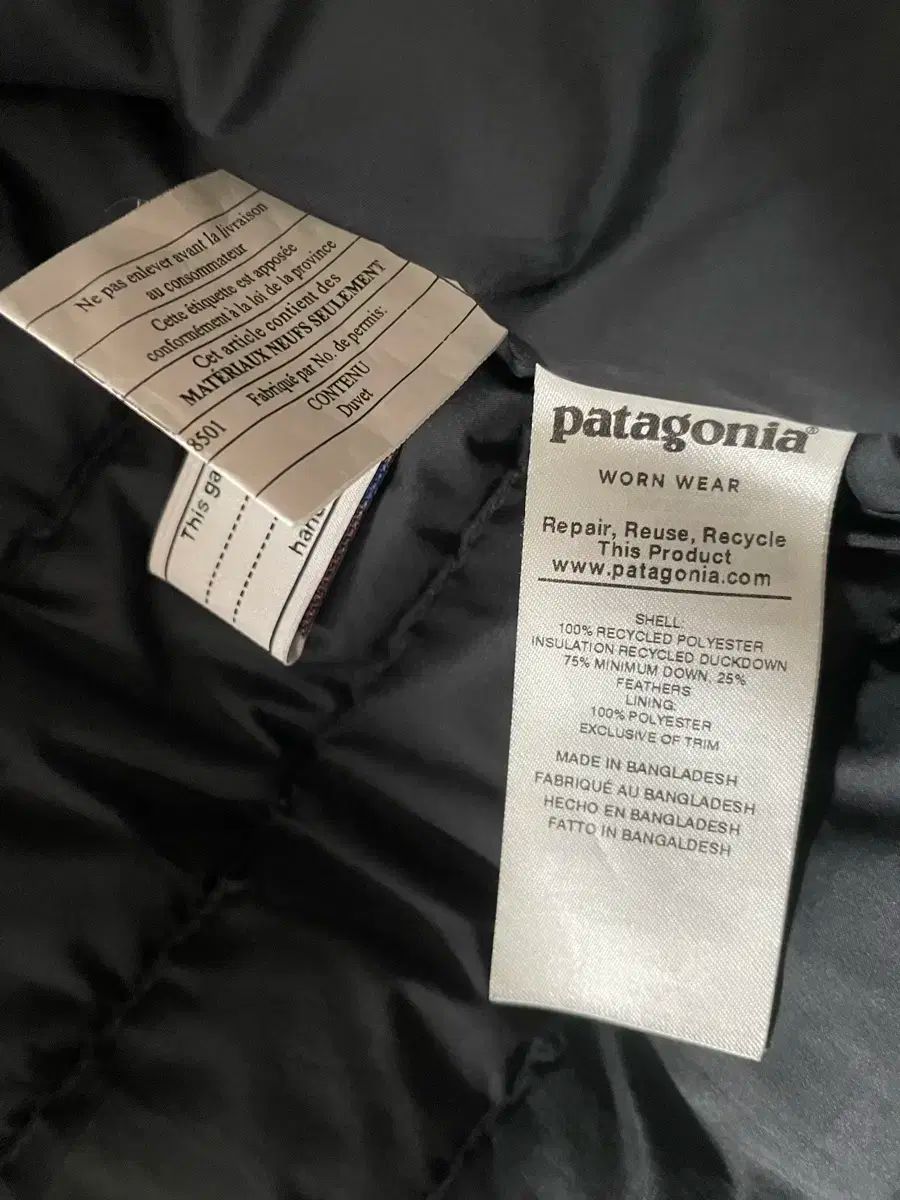 Ne pas enlever avant la livraison
au consommateur
Cette étiquette est apposée
conformément à la loi de la province
Cet article contient des
MATÉRIAUX NEUFS SEULEMENT
Fabriqué par No. de permis:
8501
CONTENU
Duvet
This ga
hand
patagonia®
WORN WEAR
Repair, Reuse, Recycle
This Product
www.patagonia.com
SHELL:
100% RECYCLED POLYESTER
INSULATION RECYCLED DUCKDOWN
75% MINIMUM DOWN, 25%
FEATHERS
LINING:
100% POLYESTER
EXCLUSIVE OF TRIM
MADE IN BANGLADESH
FABRIQUÉ AU BANGLADESH
HECHO EN BANGLADESH
FATTO IN BANGALDESH